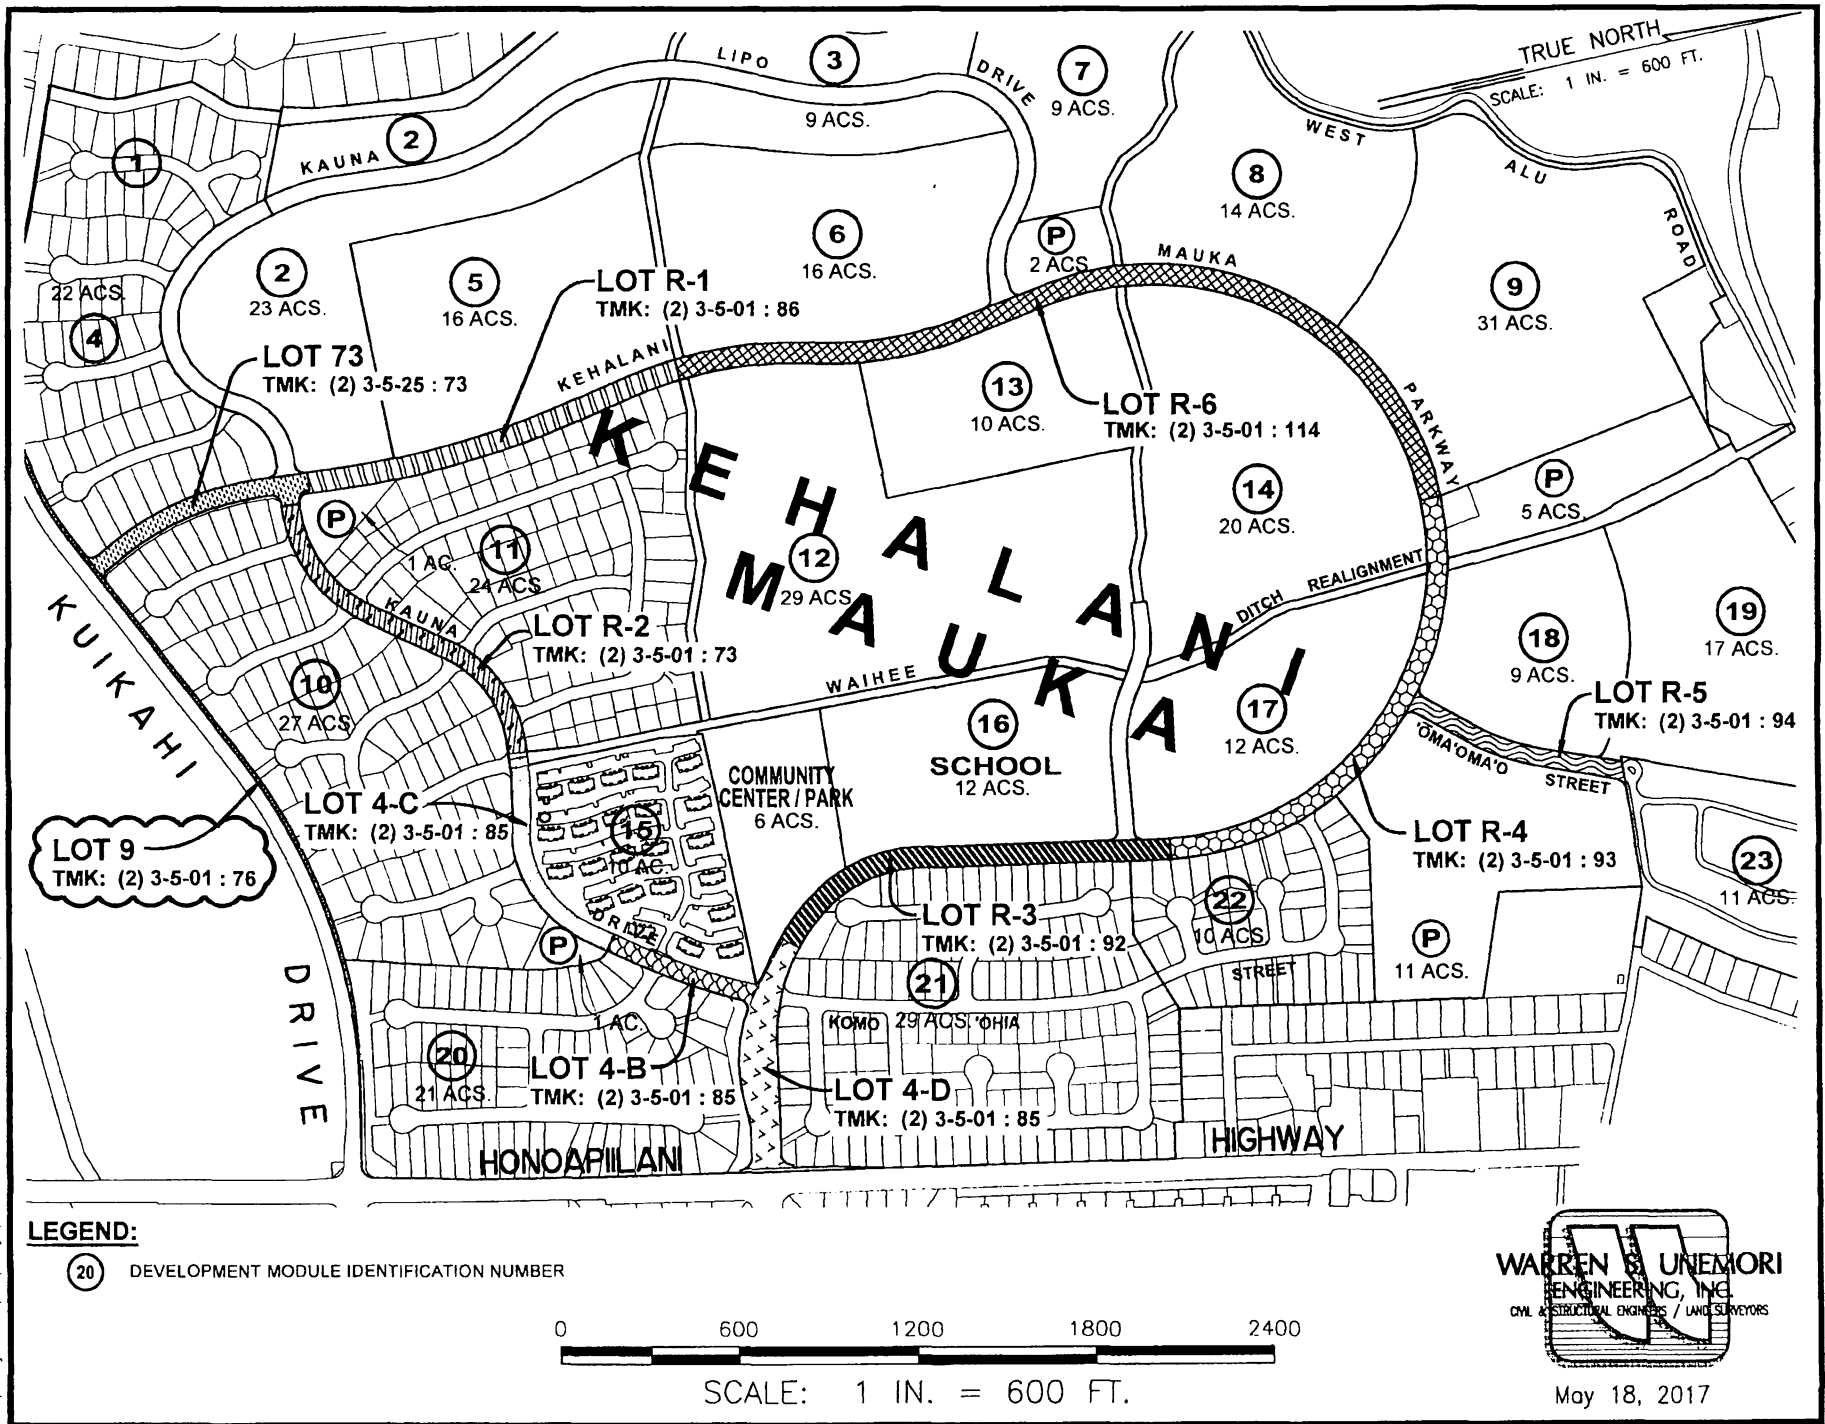 TRUE NORTH
SCALE: 1 IN. = 600 FT.
LIPO
DRIVE
3
9 ACS.
7
9 ACS.
2
KAUNA
1
WEST
ALU
ROAD
8
14 ACS.
P
2 ACS
MAUKA
6
16 ACS.
2
23 ACS.
5
16 ACS.
LOT R-1
TMK: (2) 3-5-01 : 86
9
31 ACS.
22 ACS.
4
LOT 73
TMK: (2) 3-5-25 : 73
KEHALANI
13
10 ACS.
LOT R-6
TMK: (2) 3-5-01 : 114
PARKWAY
KEHALANI
MAUKA
14
20 ACS.
P
5 ACS.
P
1 AC.
11
24 ACS
12
29 ACS
DITCH REALIGNMENT
KAUNA
LOT R-2
TMK: (2) 3-5-01 : 73
WAIHEE
18
9 ACS.
19
17 ACS.
KUIKAHI
DRIVE
10
27 ACS
17
12 ACS.
16
SCHOOL
12 ACS.
LOT R-5
TMK: (2) 3-5-01 : 94
'OMA'OMA'O
STREET
COMMUNITY
CENTER / PARK
6 ACS.
LOT 4-C
TMK: (2) 3-5-01 : 85
15
10 AC.
LOT 9
TMK: (2) 3-5-01 : 76
LOT R-4
TMK: (2) 3-5-01 : 93
23
11 ACS.
DRIVE
P
1 AC.
LOT R-3
TMK: (2) 3-5-01 : 92
22
10 ACS
STREET
P
11 ACS.
21
29 ACS.
KOMO
'OHIA
20
21 ACS.
LOT 4-B
TMK: (2) 3-5-01 : 85
LOT 4-D
TMK: (2) 3-5-01 : 85
HONOAPIILANI
HIGHWAY
LEGEND:
20 DEVELOPMENT MODULE IDENTIFICATION NUMBER
0 600 1200 1800 2400
SCALE: 1 IN. = 600 FT.
WARREN S. UNEMORI
ENGINEERING, INC.
CIVIL & STRUCTURAL ENGINEERS / LAND SURVEYORS
May 18, 2017